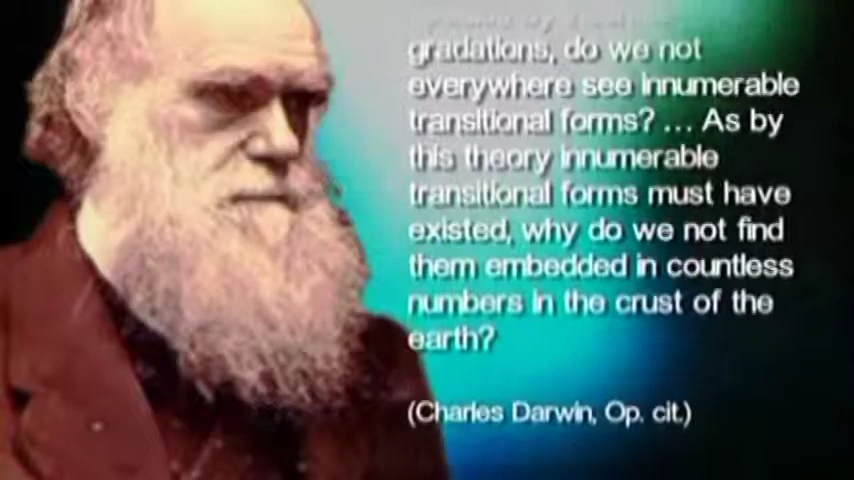 gradations, do we not
everywhere see innumerable
transitional forms? ... As by
this theory innumerable
transitional forms must have
existed, why do we not find
them embedded in countless
numbers in the crust of the
earth?
(Charles Darwin, Op. cit.)